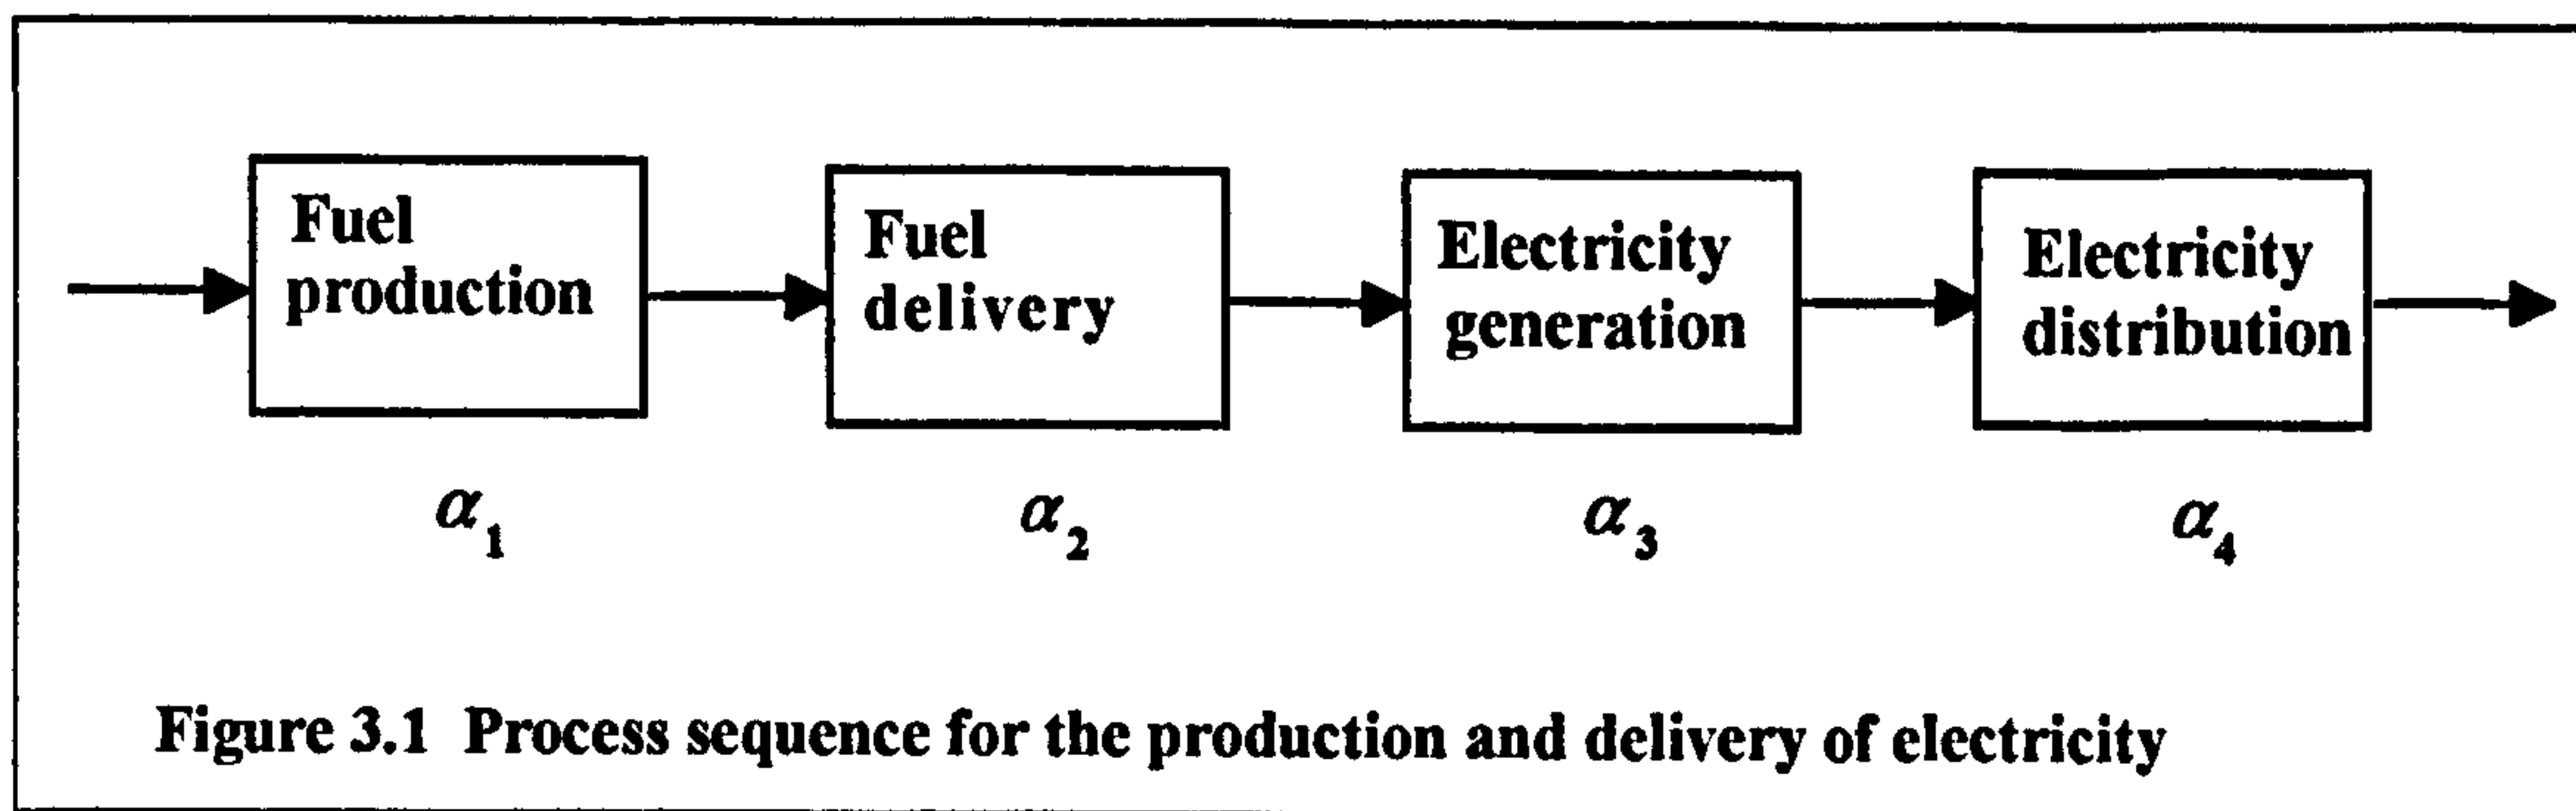 Fuel
production
Fuel
delivery
Electricity
generation
Electricity
distribution
α₁
α₂
α₃
α₄
Figure 3.1 Process sequence for the production and delivery of electricity